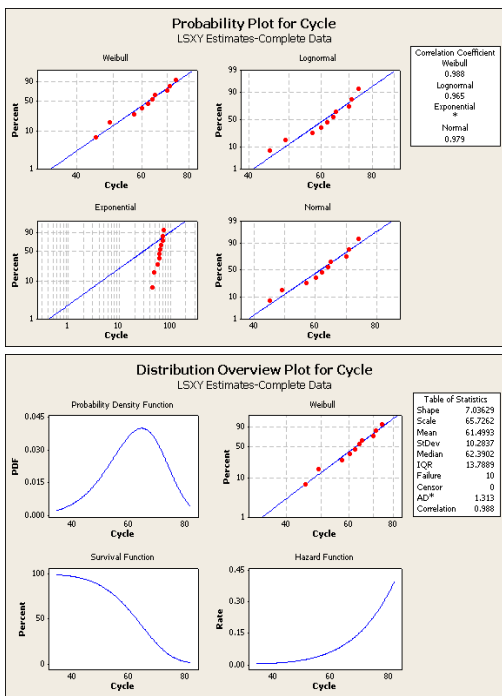 Probability Plot for Cycle
LSXY Estimates-Complete Data
Weibull
Percent
90
50
10
1
40
60
80
Cycle
Lognormal
Percent
99
90
50
10
1
40
60
80
Cycle
Exponential
Percent
90
50
10
1
1
10
100
Cycle
Normal
Percent
99
90
50
10
1
40
60
80
Cycle
Correlation Coefficient
Weibull
0.988
Lognormal
0.965
Exponential
*
Normal
0.979
Distribution Overview Plot for Cycle
LSXY Estimates-Complete Data
Probability Density Function
PDF
0.045
0.030
0.015
0.000
40
60
80
Cycle
Weibull
Percent
90
50
10
1
40
60
80
Cycle
Survival Function
Percent
100
50
0
40
60
80
Cycle
Hazard Function
Rate
0.45
0.30
0.15
0.00
40
60
80
Cycle
Table of Statistics
Shape 7.03629
Scale 65.7262
Mean 61.4993
StDev 10.2837
Median 62.3902
IQR 13.7889
Failure 10
Censor 0
AD* 1.313
Correlation 0.988